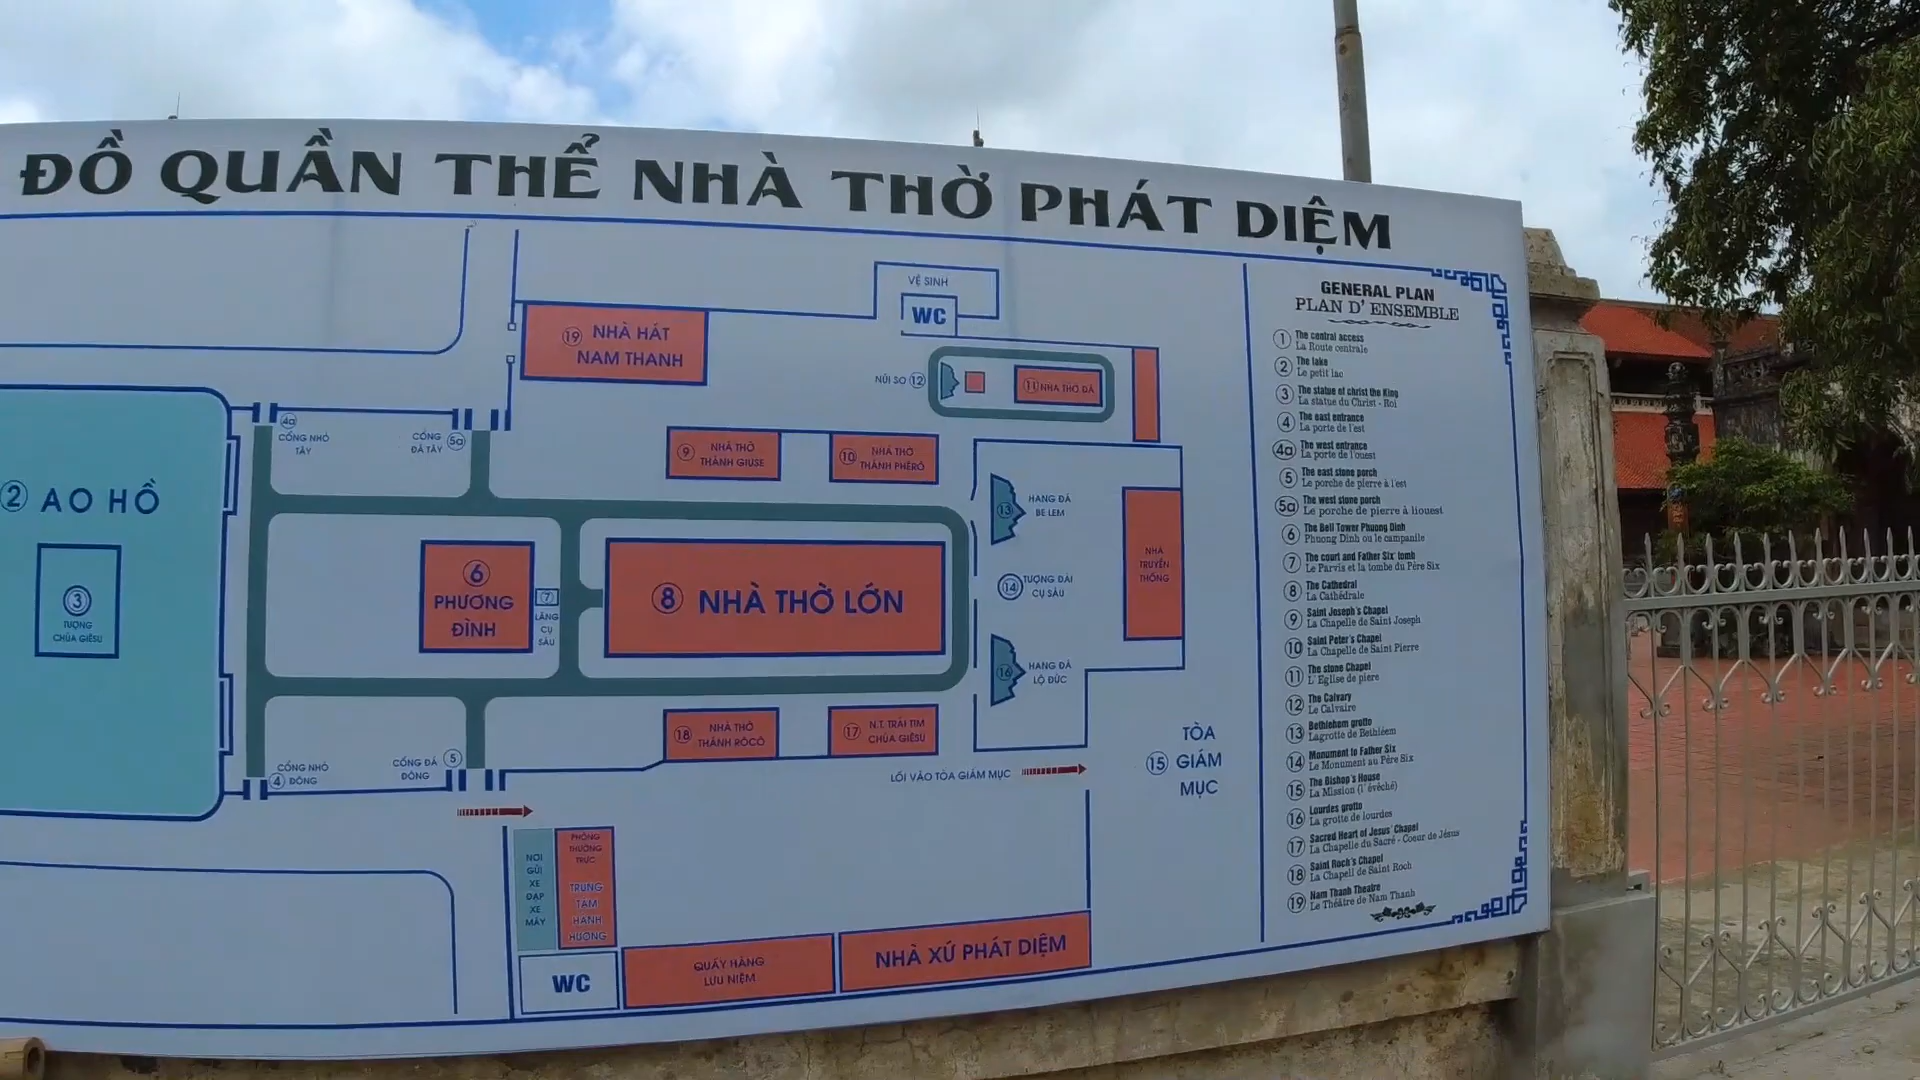 ĐỒ QUẦN THỂ NHÀ THỜ PHÁT DIỆM
VỆ SINH
WC
19 NHÀ HÁT
NAM THANH
NÚI SỌ 12
11 NHÀ THỜ ĐÁ
4a
CỔNG NHỎ
TÂY
CỔNG
ĐÁ TÂY
5a
9 NHÀ THỜ
THÁNH GIUSE
10 NHÀ THỜ
THÁNH PHÊRÔ
2 AO HỒ
3
TƯỢNG
CHÚA GIÊSU
6
PHƯƠNG
ĐÌNH
7
LĂNG
CỤ
SÁU
8 NHÀ THỜ LỚN
13
HANG ĐÁ
BE LEM
14 TƯỢNG ĐÀI
CỤ SÁU
16
HANG ĐÁ
LỘ ĐỨC
NHÀ
TRUYỀN
THỐNG
18 NHÀ THỜ
THÁNH RÔCÔ
17 N.T. TRÁI TIM
CHÚA GIÊSU
4 CỔNG NHỎ
ĐÔNG
CỔNG ĐÁ
ĐÔNG
5
LỐI VÀO TÒA GIÁM MỤC
TÒA
15 GIÁM
MỤC
NƠI
GỬI
XE
ĐẠP
XE
MÁY
PHÒNG
THƯỜNG
TRỰC
TRUNG
TÂM
HÀNH
HƯƠNG
WC
QUẦY HÀNG
LƯU NIỆM
NHÀ XỨ PHÁT DIỆM
GENERAL PLAN
PLAN D' ENSEMBLE
1 The central access
La Route centrale
2 The lake
Le petit lac
3 The statue of christ the King
La statue du Christ - Roi
4 The east entrance
La porte de l'est
4a The west entrance
La porte de l'ouest
5 The east stone porch
Le porche de pierre à l'est
5a The west stone porch
Le porche de pierre à liouest
6 The Bell Tower Phuong Dinh
Phuong Dinh ou le campanile
7 The court and Father Six' tomb
Le Parvis et la tombe du Père Six
8 The Cathedral
La Cathédrale
9 Saint Joseph's Chapel
La Chapelle de Saint Joseph
10 Saint Peter's Chapel
La Chapelle de Saint Pierre
11 The stone Chapel
L' Eglise de piere
12 The Calvary
Le Calvaire
13 Bethlehem grotto
Lagrotte de Bethléem
14 Monument to Father Six
Le Monument au Père Six
15 The Bishop's House
La Mission (l' évêché)
16 Lourdes grotto
La grotte de lourdes
17 Sacred Heart of Jesus' Chapel
La Chapelle du Sacré - Coeur de Jésus
18 Saint Rock's Chapel
La Chapell de Saint Roch
19 Nam Thanh Theatre
Le Théâtre de Nam Thanh